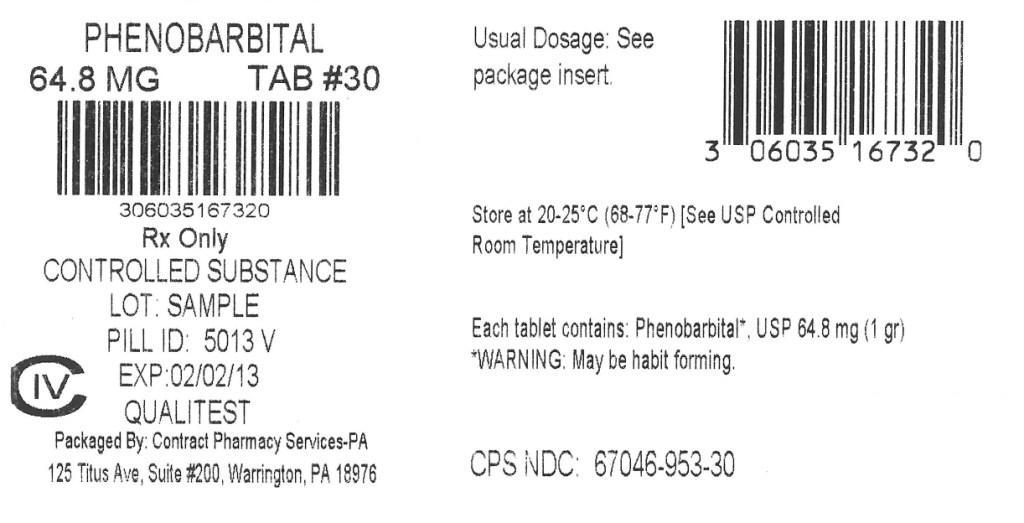 PHENOBARBITAL
64.8 MG TAB #30
306035167320
Rx Only
CONTROLLED SUBSTANCE
LOT: SAMPLE
PILL ID: 5013 V
CIV
EXP:02/02/13
QUALITEST
Packaged By: Contract Pharmacy Services-PA
125 Titus Ave, Suite #200, Warrington, PA 18976
Usual Dosage: See
package insert.
3 06035 16732 0
Store at 20-25°C (68-77°F) [See USP Controlled
Room Temperature]
Each tablet contains: Phenobarbital*, USP 64.8 mg (1 gr)
*WARNING: May be habit forming.
CPS NDC: 67046-953-30